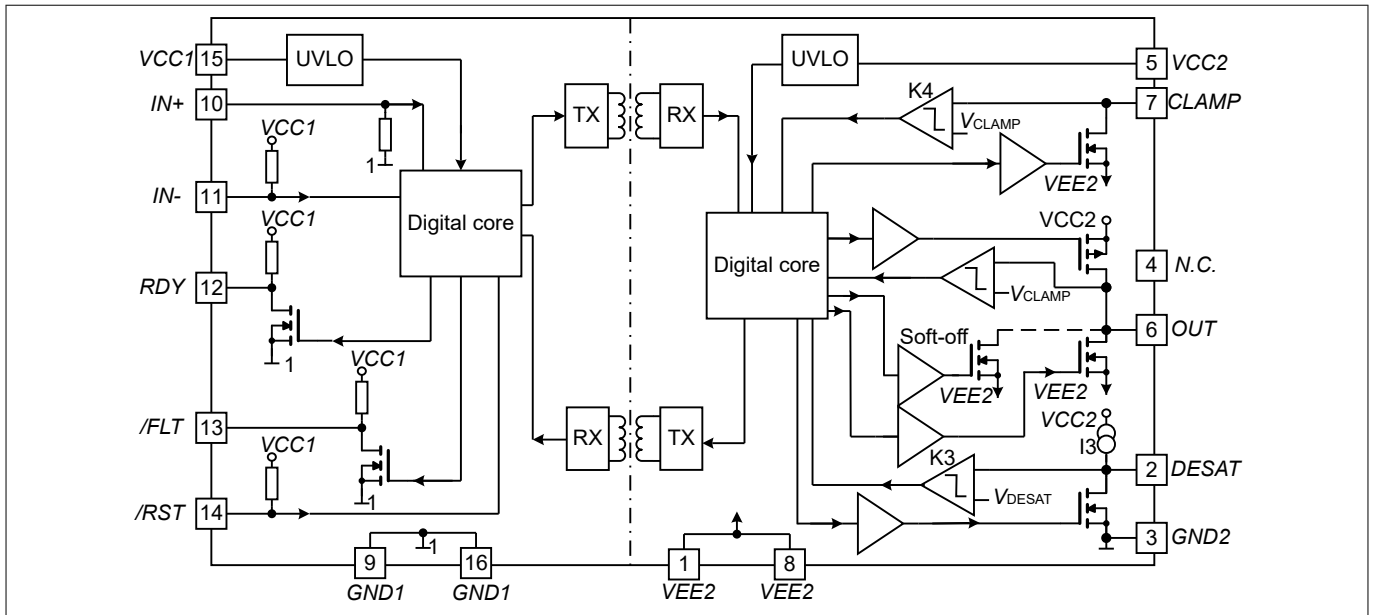 VCC1 15 UVLO UVLO 5 VCC2
IN+ 10 TX RX K4 7 CLAMP
VCC1 1 VCLAMP
VEE2
IN- 11
VCC1 Digital core VCC2
Digital core 4 N.C.
RDY 12 VCLAMP
1 Soft-off 6 OUT
VCC1 VEE2 VEE2
/FLT 13 RX TX VCC2
VCC1 I3
K3 2 DESAT
1 VDESAT
/RST 14
1 3 GND2
9 16 1 8
GND1 GND1 VEE2 VEE2